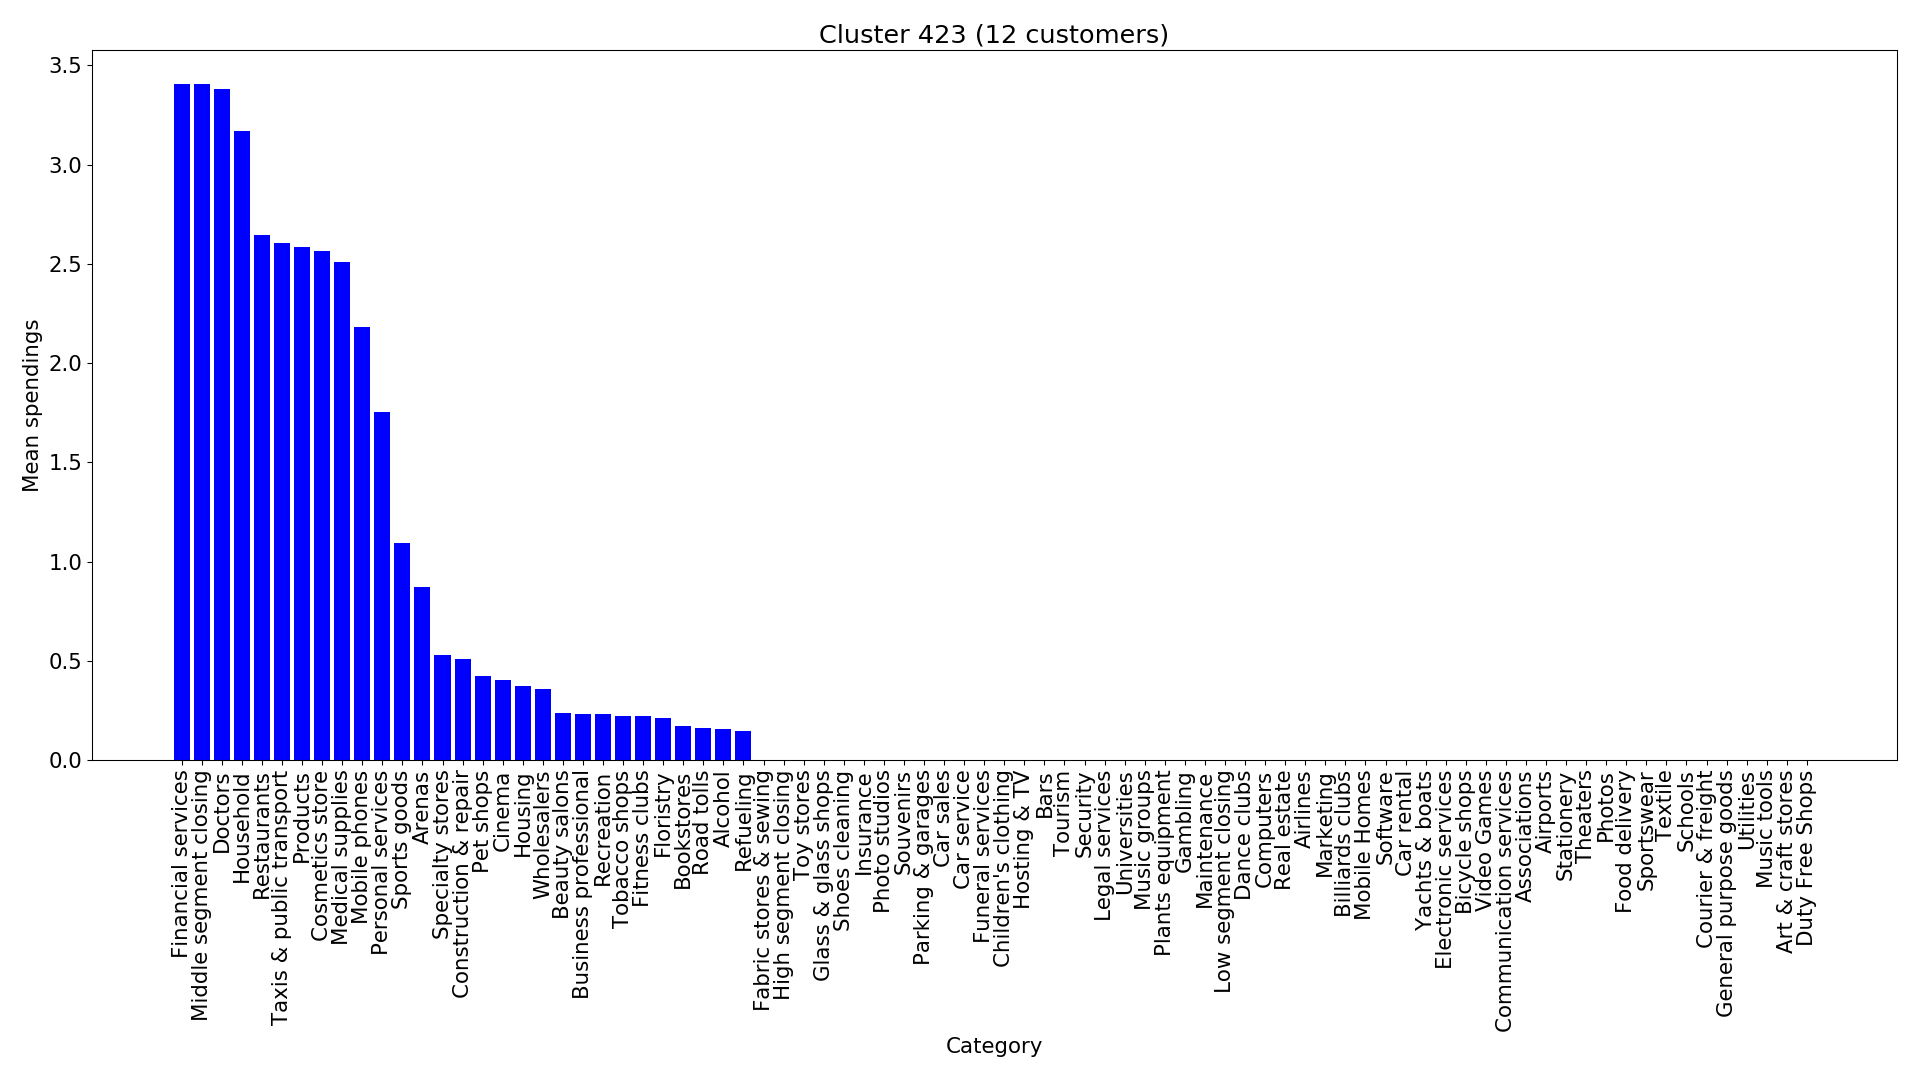 Cluster 423 (12 customers)
3.5
3.0
2.5
2.0
1.5
1.0
0.5
0.0
Mean spendings
Financial services
Middle segment closing
Doctors
Household
Restaurants
Taxis & public transport
Products
Cosmetics store
Medical supplies
Mobile phones
Personal services
Sports goods
Arenas
Specialty stores
Construction & repair
Pet shops
Cinema
Housing
Wholesalers
Beauty salons
Business professional
Recreation
Tobacco shops
Fitness clubs
Floristry
Bookstores
Road tolls
Alcohol
Refueling
Fabric stores & sewing
High segment closing
Toy stores
Glass & glass shops
Shoes cleaning
Insurance
Photo studios
Souvenirs
Parking & garages
Car sales
Car service
Funeral services
Children's clothing
Hosting & TV
Bars
Tourism
Security
Legal services
Universities
Music groups
Plants equipment
Gambling
Maintenance
Low segment closing
Dance clubs
Computers
Real estate
Airlines
Marketing
Billiards clubs
Mobile Homes
Software
Car rental
Yachts & boats
Electronic services
Bicycle shops
Video Games
Communication services
Associations
Airports
Stationery
Theaters
Photos
Food delivery
Sportswear
Textile
Schools
Courier & freight
General purpose goods
Utilities
Music tools
Art & craft stores
Duty Free Shops
Category